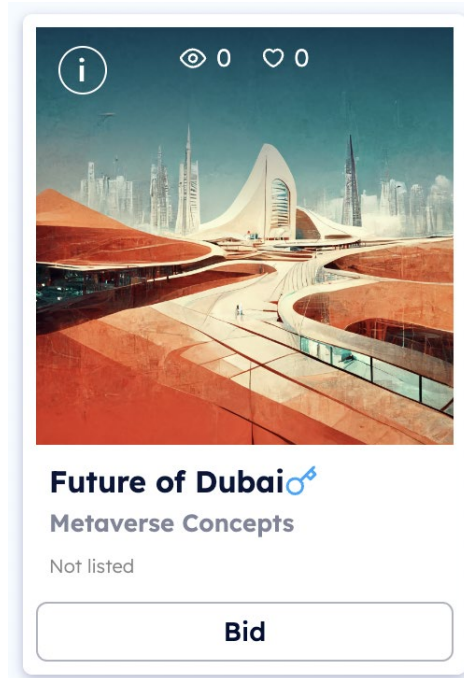 i 0 0
Future of Dubai
Metaverse Concepts
Not listed
Bid